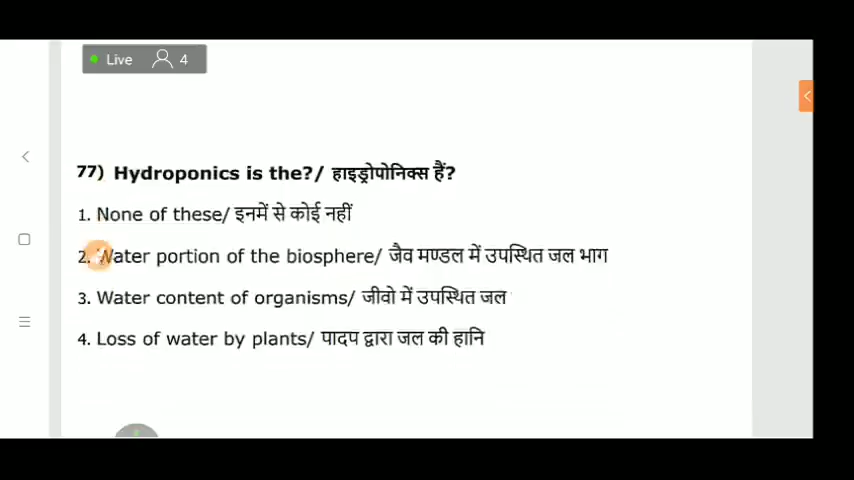 Live 4
77) Hydroponics is the?/ हाइड्रोपोनिक्स हैं?
1. None of these/ इनमें से कोई नहीं
2. Water portion of the biosphere/ जैव मण्डल में उपस्थित जल भाग
3. Water content of organisms/ जीवो में उपस्थित जल
4. Loss of water by plants/ पादप द्वारा जल की हानि